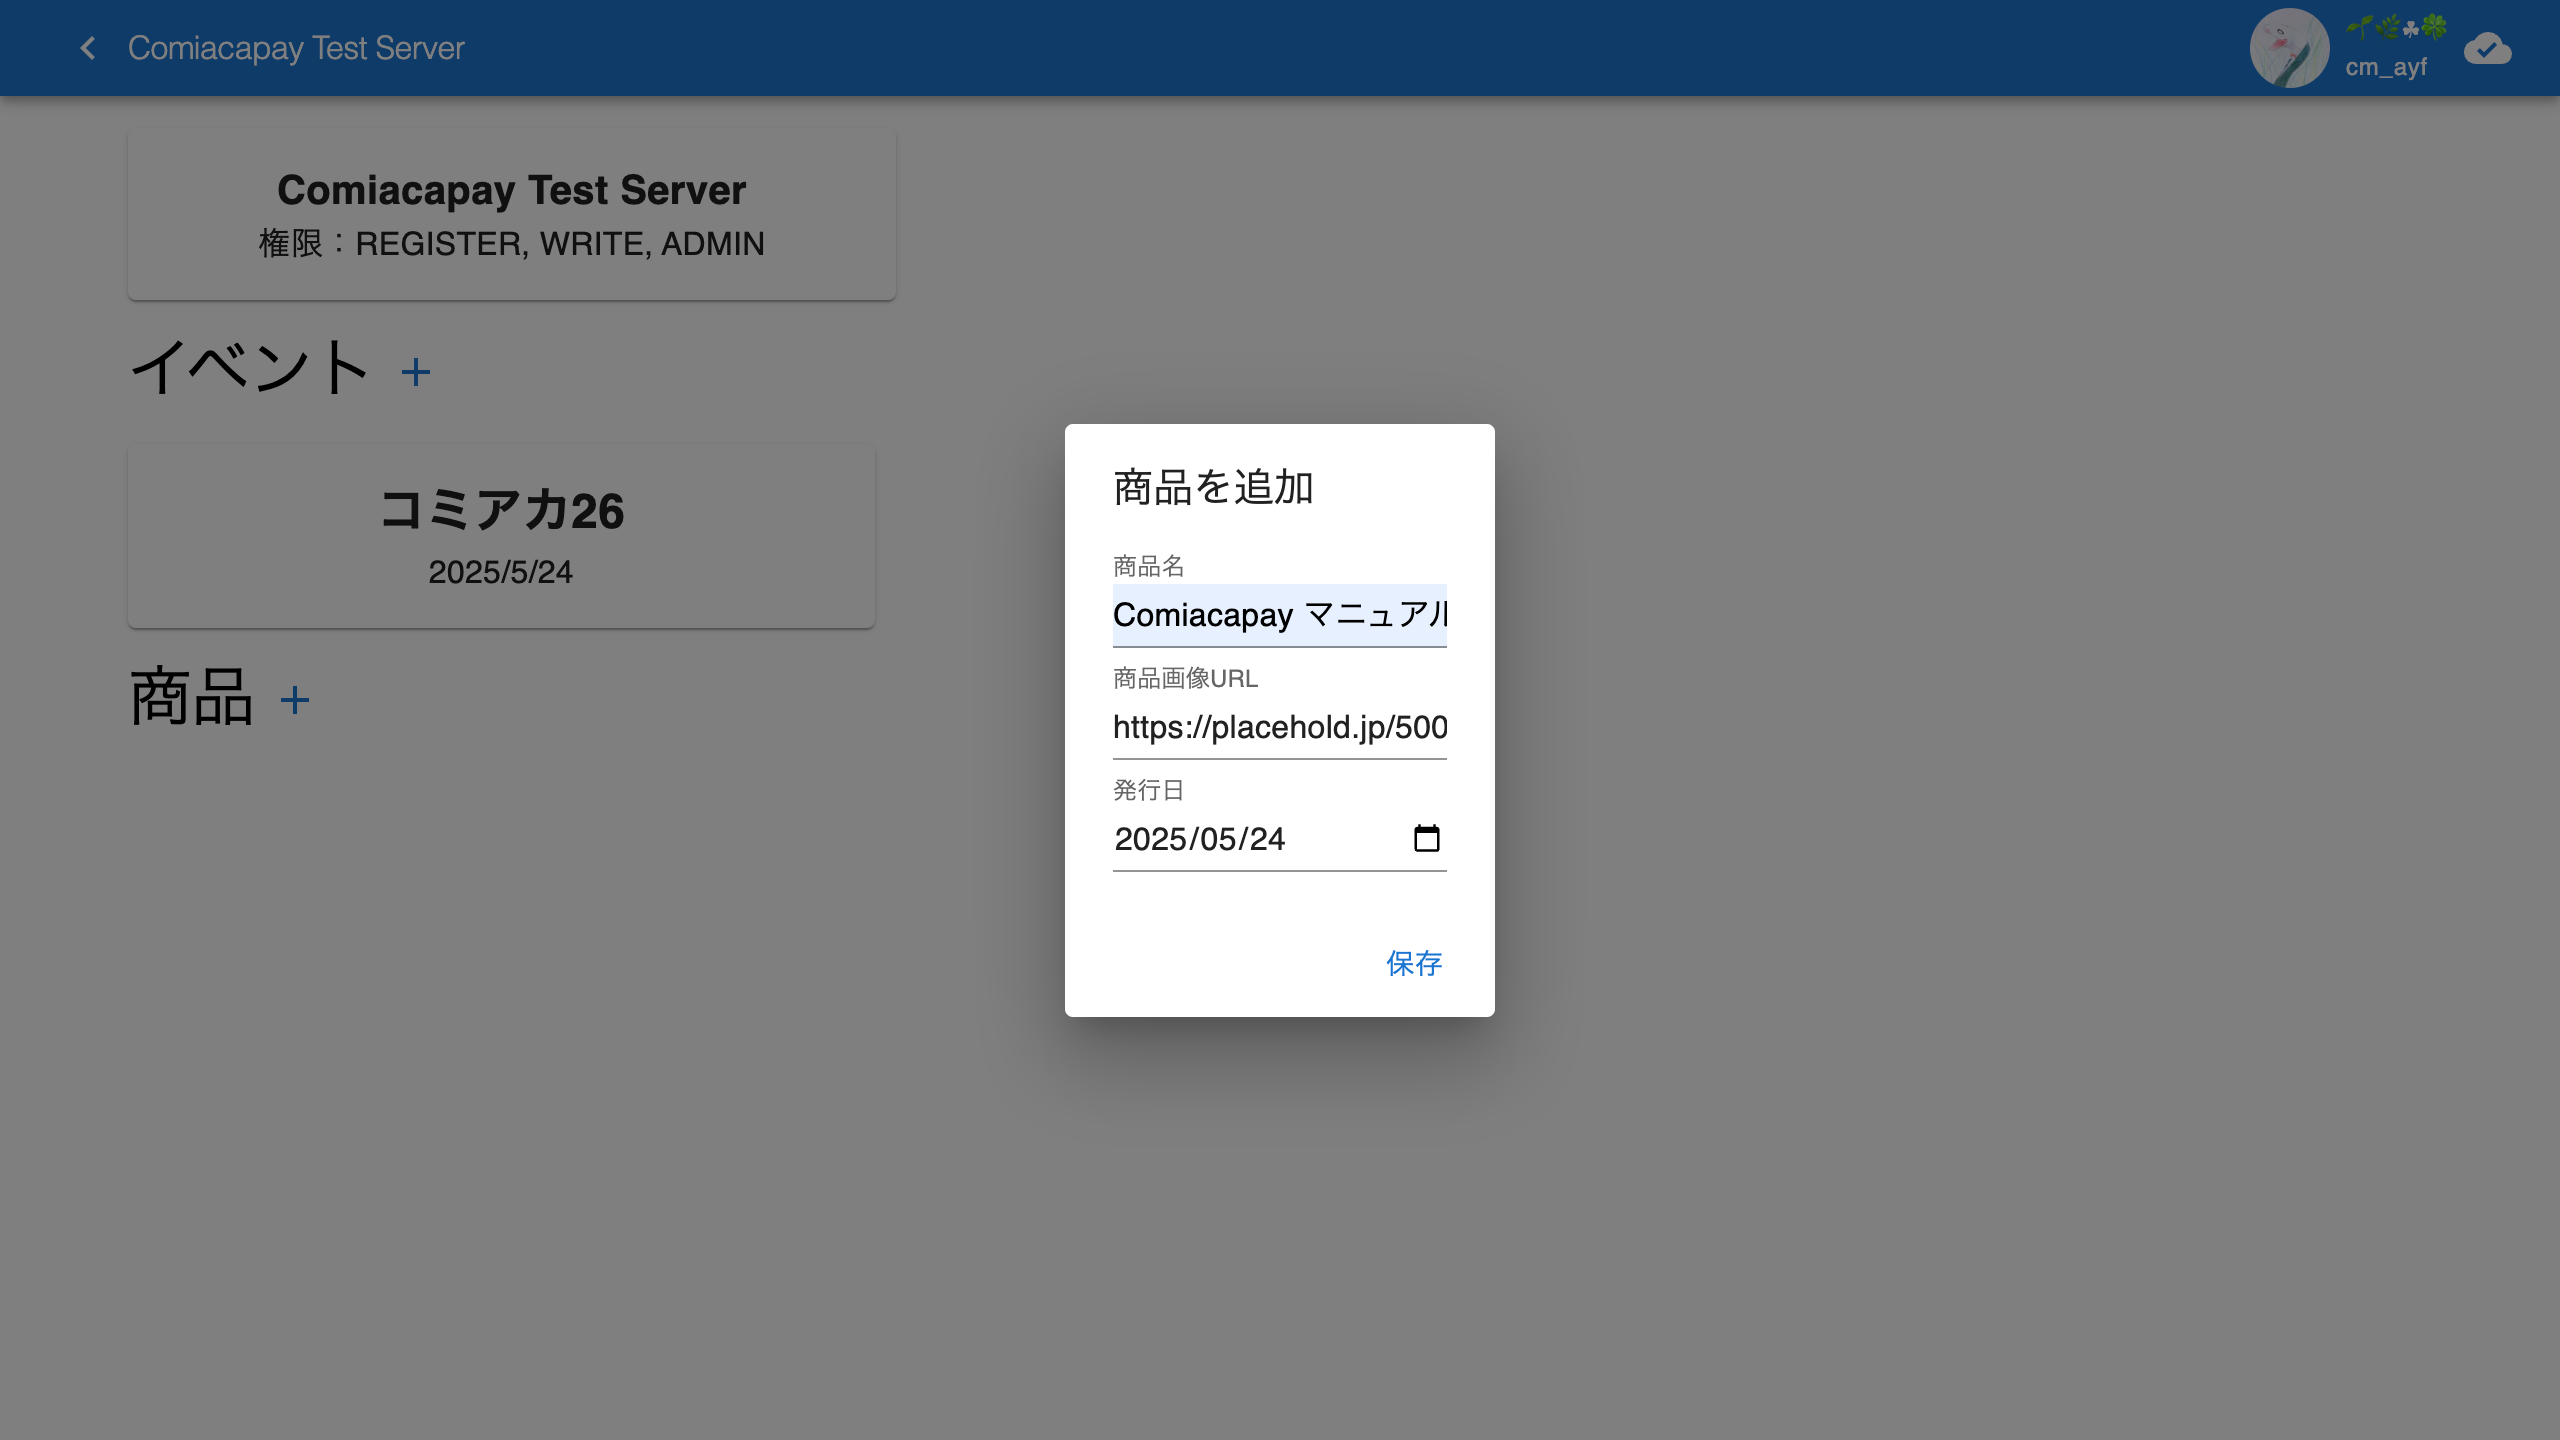 Comiacapay Test Server
🌱🌿☘🍀
cm_ayf
Comiacapay Test Server
権限：REGISTER, WRITE, ADMIN
イベント +
コミアカ26
2025/5/24
商品 +
商品を追加
商品名
Comiacapay マニュアル
商品画像URL
https://placehold.jp/500
発行日
2025/05/24
保存